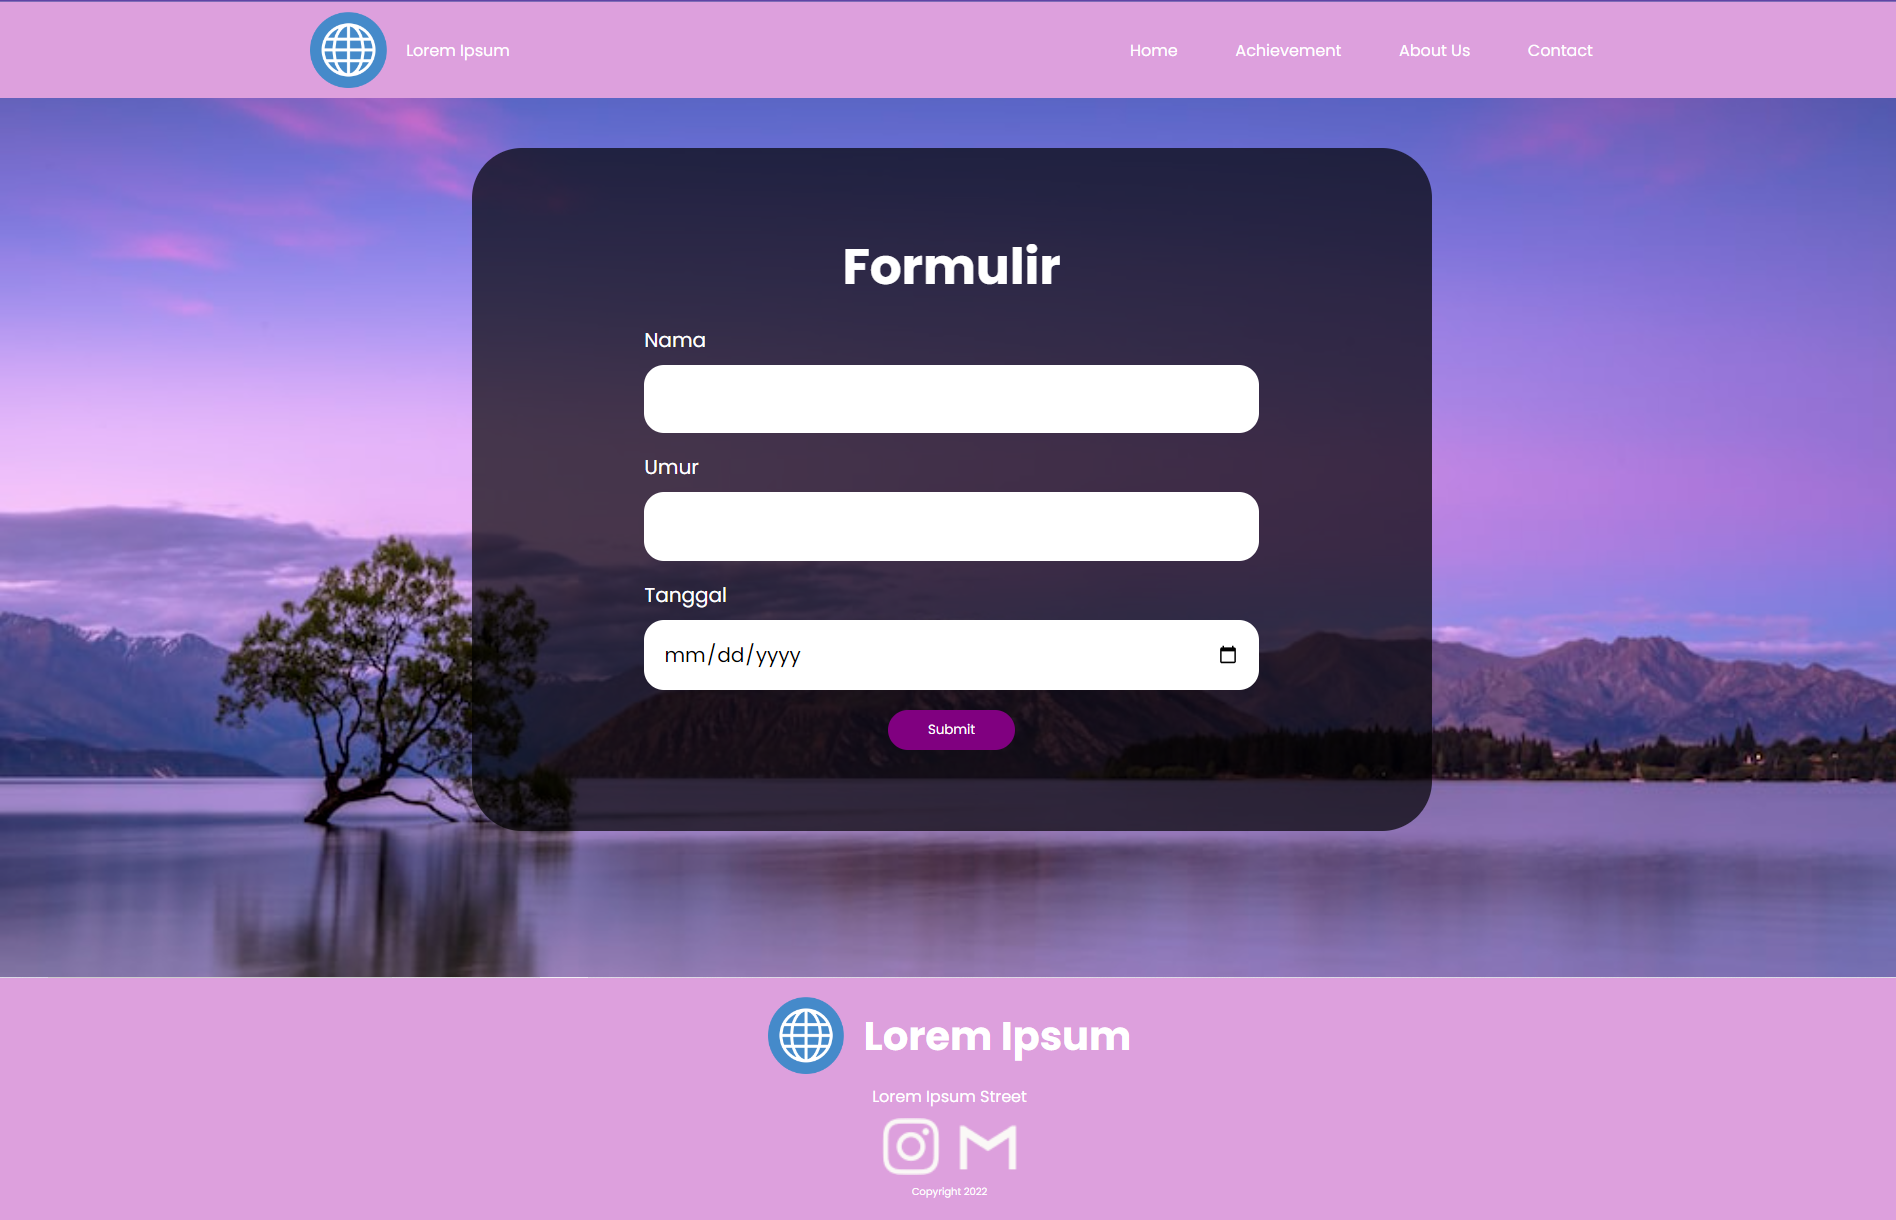 Lorem Ipsum
Home
Achievement
About Us
Contact
Formulir
Nama
Umur
Tanggal
mm/dd/yyyy
Submit
Lorem Ipsum
Lorem Ipsum Street
Copyright 2022